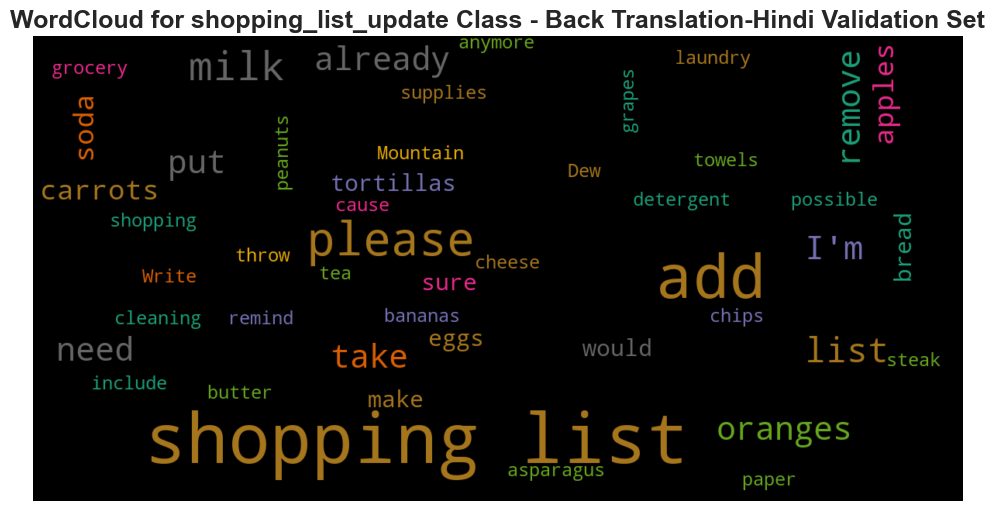 WordCloud for shopping_list_update Class - Back Translation-Hindi Validation Set
anymore
grocery
milk
already
laundry
remove
apples
supplies
grapes
soda
peanuts
put
Mountain
Dew
towels
carrots
tortillas
detergent
possible
cause
shopping
please
I'm
bread
throw
cheese
add
Write
tea
sure
cleaning
remind
bananas
chips
need
take
eggs
would
list
steak
include
butter
make
shopping list
oranges
asparagus
paper